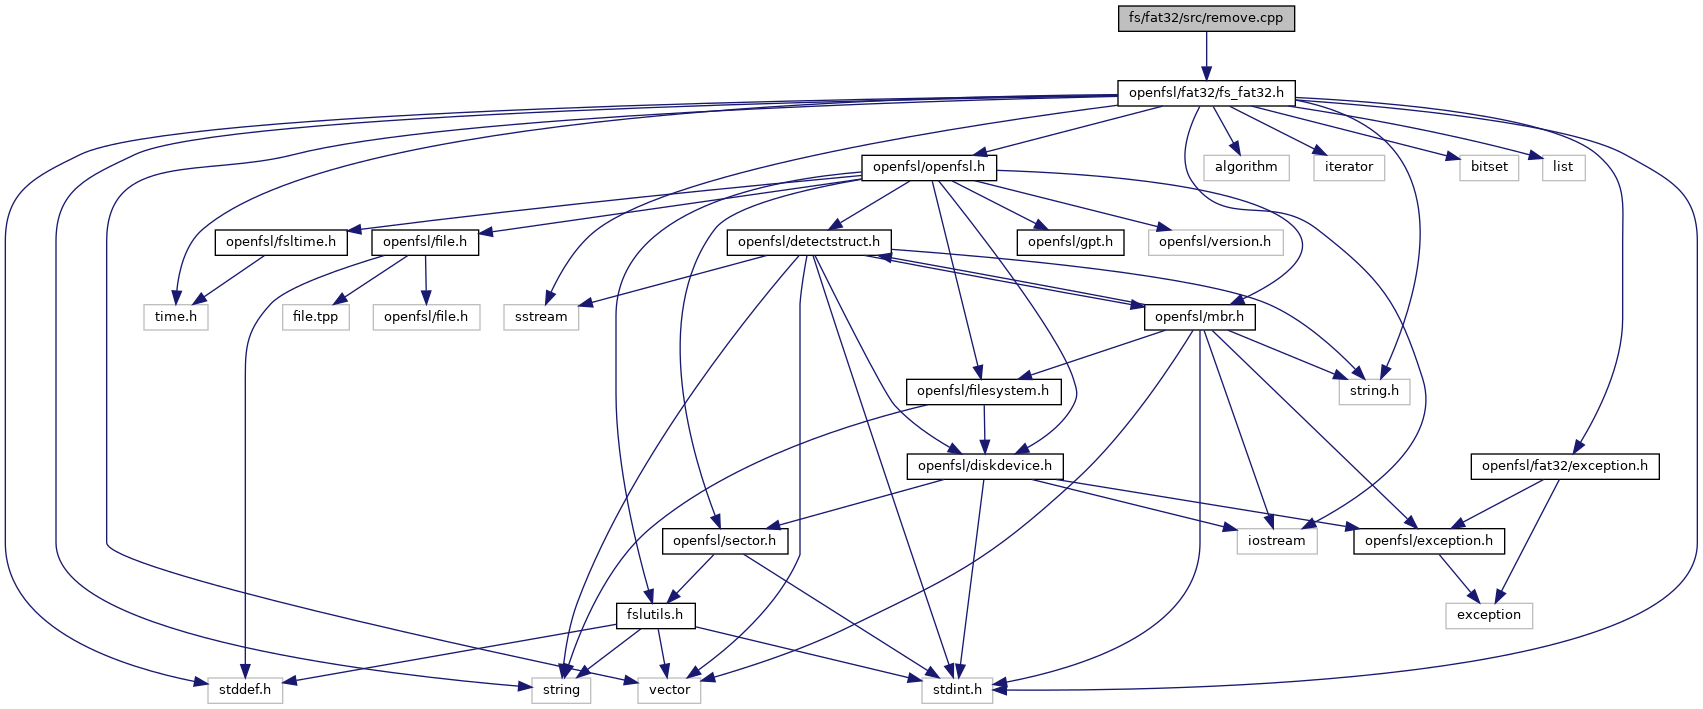 fs/fat32/src/remove.cpp
openfsl/fat32/fs_fat32.h
openfsl/openfsl.h
algorithm
iterator
bitset
list
openfsl/fsltime.h
openfsl/file.h
openfsl/detectstruct.h
openfsl/gpt.h
openfsl/version.h
time.h
file.tpp
openfsl/file.h
sstream
openfsl/mbr.h
openfsl/filesystem.h
string.h
openfsl/diskdevice.h
openfsl/fat32/exception.h
openfsl/sector.h
iostream
openfsl/exception.h
fslutils.h
exception
stddef.h
string
vector
stdint.h